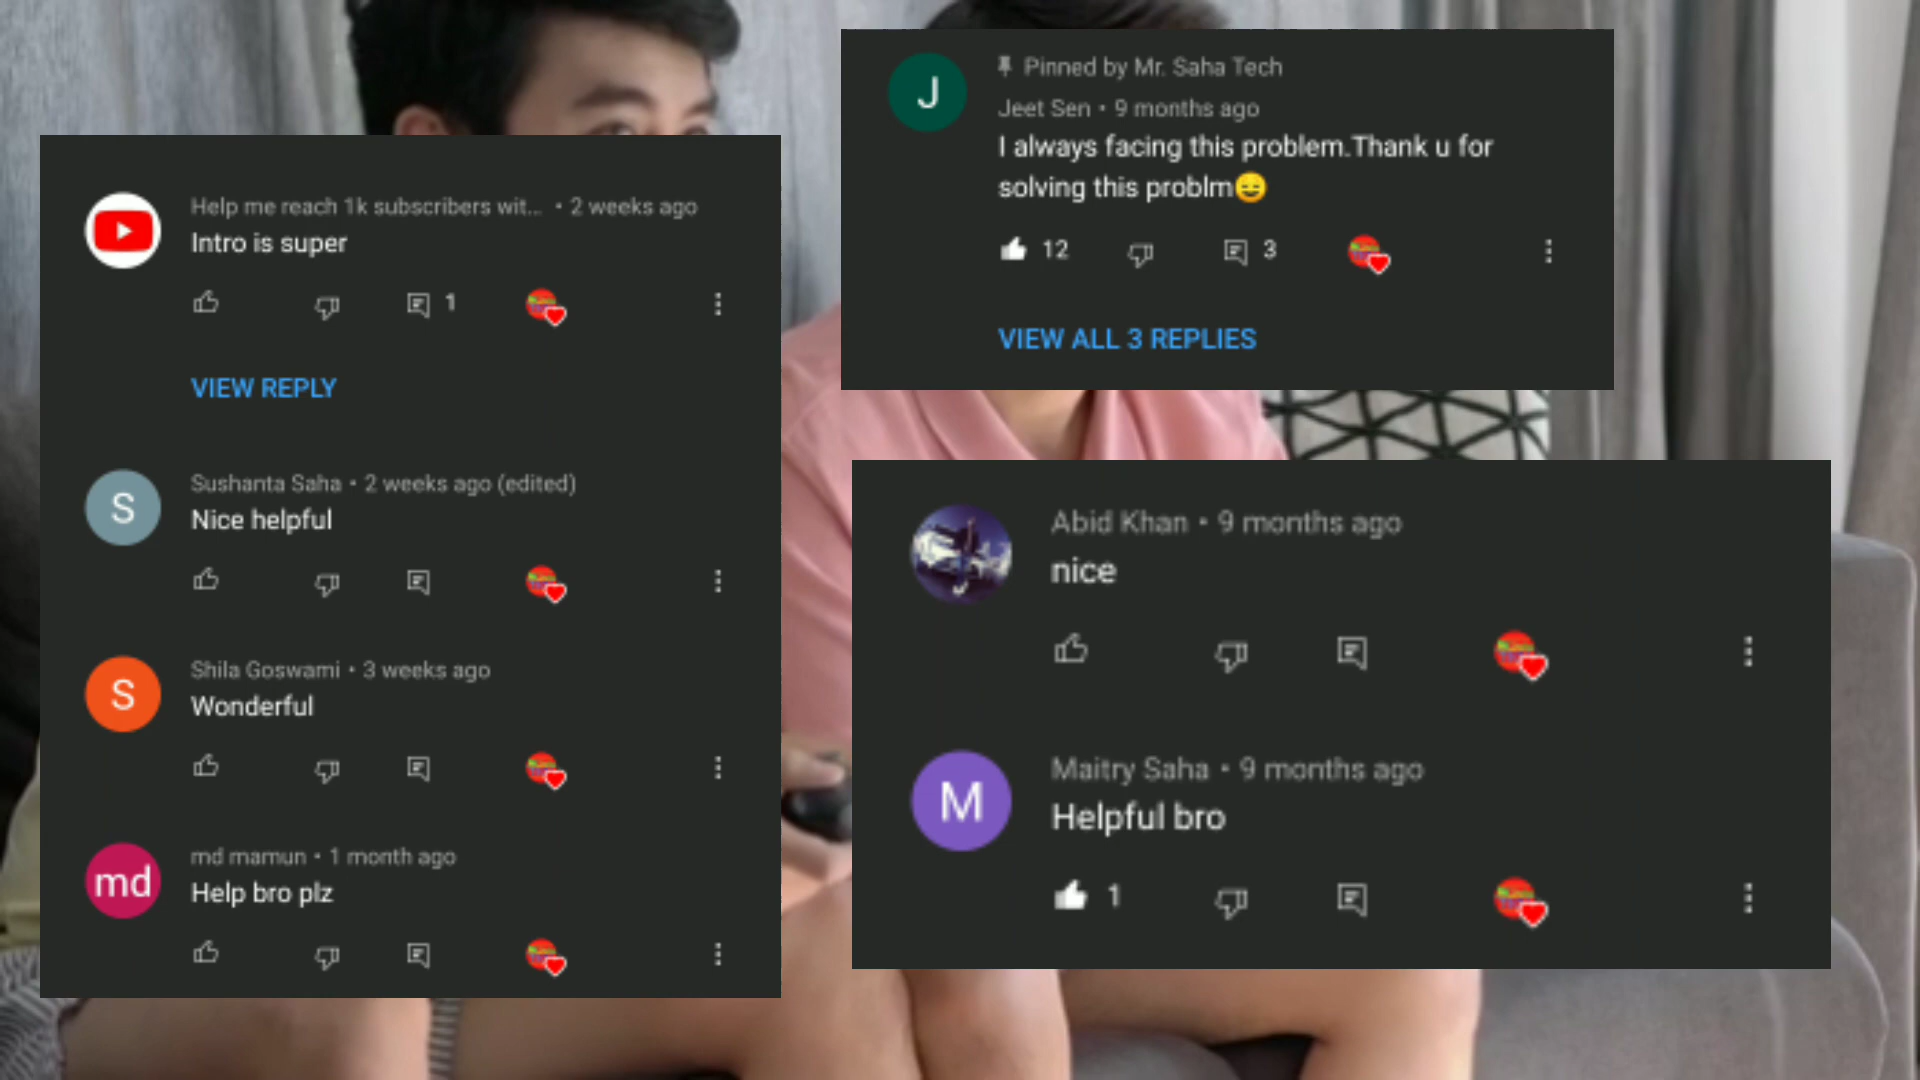 Help me reach 1k subscribers wit... • 2 weeks ago
Intro is super
1
VIEW REPLY
S
Sushanta Saha • 2 weeks ago (edited)
Nice helpful
S
Shila Goswami • 3 weeks ago
Wonderful
md
md mamun • 1 month ago
Help bro plz
J
Pinned by Mr. Saha Tech
Jeet Sen • 9 months ago
I always facing this problem.Thank u for
solving this problm😄
12 3
VIEW ALL 3 REPLIES
Abid Khan • 9 months ago
nice
M
Maitry Saha • 9 months ago
Helpful bro
1